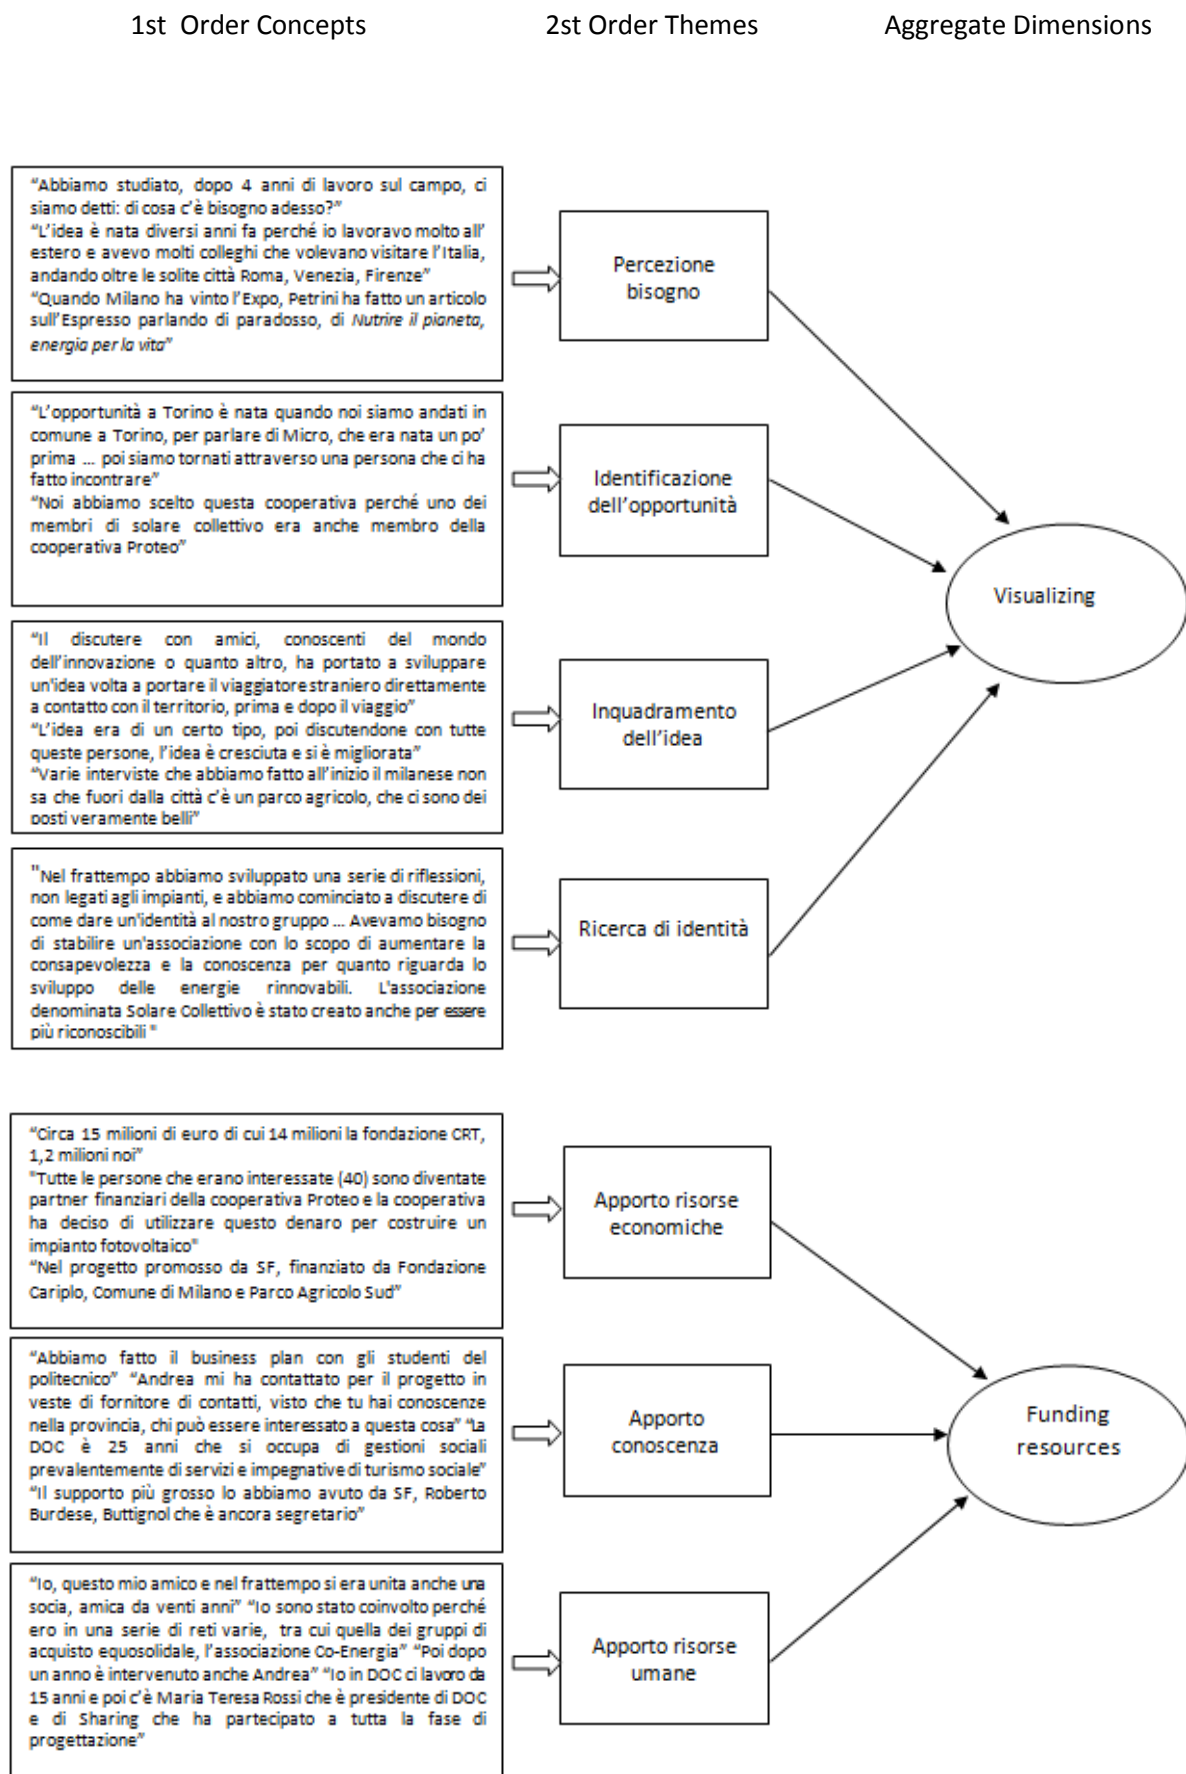 1st Order Concepts
2st Order Themes
Aggregate Dimensions
“Abbiamo studiato, dopo 4 anni di lavoro sul campo, ci
siamo detti: di cosa c’è bisogno adesso?”
“L’idea è nata diversi anni fa perché io lavoravo molto all’
estero e avevo molti colleghi che volevano visitare l’Italia,
andando oltre le solite città Roma, Venezia, Firenze”
“Quando Milano ha vinto l’Expo, Petrini ha fatto un articolo
sull’Espresso parlando di paradosso, di Nutrire il pianeta,
energia per la vita”
Percezione
bisogno
“L’opportunità a Torino è nata quando noi siamo andati in
comune a Torino, per parlare di Micro, che era nata un po’
prima ... poi siamo tornati attraverso una persona che ci ha
fatto incontrare”
“Noi abbiamo scelto questa cooperativa perché uno dei
membri di solare collettivo era anche membro della
cooperativa Proteo”
Identificazione
dell’opportunità
“Il discutere con amici, conoscenti del mondo
dell’innovazione o quanto altro, ha portato a sviluppare
un'idea volta a portare il viaggiatore straniero direttamente
a contatto con il territorio, prima e dopo il viaggio”
“L’idea era di un certo tipo, poi discutendone con tutte
queste persone, l’idea è cresciuta e si è migliorata”
“Varie interviste che abbiamo fatto all’inizio il milanese non
sa che fuori dalla città c’è un parco agricolo, che ci sono dei
posti veramente belli”
Inquadramento
dell’idea
"Nel frattempo abbiamo sviluppato una serie di riflessioni,
non legati agli impianti, e abbiamo cominciato a discutere di
come dare un'identità al nostro gruppo ... Avevamo bisogno
di stabilire un'associazione con lo scopo di aumentare la
consapevolezza e la conoscenza per quanto riguarda lo
sviluppo delle energie rinnovabili. L'associazione
denominata Solare Collettivo è stato creato anche per essere
più riconoscibili "
Ricerca di identità
Visualizing
“Circa 15 milioni di euro di cui 14 milioni la fondazione CRT,
1,2 milioni noi”
"Tutte le persone che erano interessate (40) sono diventate
partner finanziari della cooperativa Proteo e la cooperativa
ha deciso di utilizzare questo denaro per costruire un
impianto fotovoltaico"
“Nel progetto promosso da SF, finanziato da Fondazione
Cariplo, Comune di Milano e Parco Agricolo Sud”
Apporto risorse
economiche
“Abbiamo fatto il business plan con gli studenti del
politecnico” “Andrea mi ha contattato per il progetto in
veste di fornitore di contatti, visto che tu hai conoscenze
nella provincia, chi può essere interessato a questa cosa” “La
DOC è 25 anni che si occupa di gestioni sociali
prevalentemente di servizi e impegnative di turismo sociale”
“Il supporto più grosso lo abbiamo avuto da SF, Roberto
Burdese, Buttignol che è ancora segretario”
Apporto
conoscenza
“Io, questo mio amico e nel frattempo si era unita anche una
socia, amica da venti anni” “Io sono stato coinvolto perché
ero in una serie di reti varie, tra cui quella dei gruppi di
acquisto equosolidale, l’associazione Co-Energia” “Poi dopo
un anno è intervenuto anche Andrea” “Io in DOC ci lavoro da
15 anni e poi c’è Maria Teresa Rossi che è presidente di DOC
e di Sharing che ha partecipato a tutta la fase di
progettazione”
Apporto risorse
umane
Funding
resources